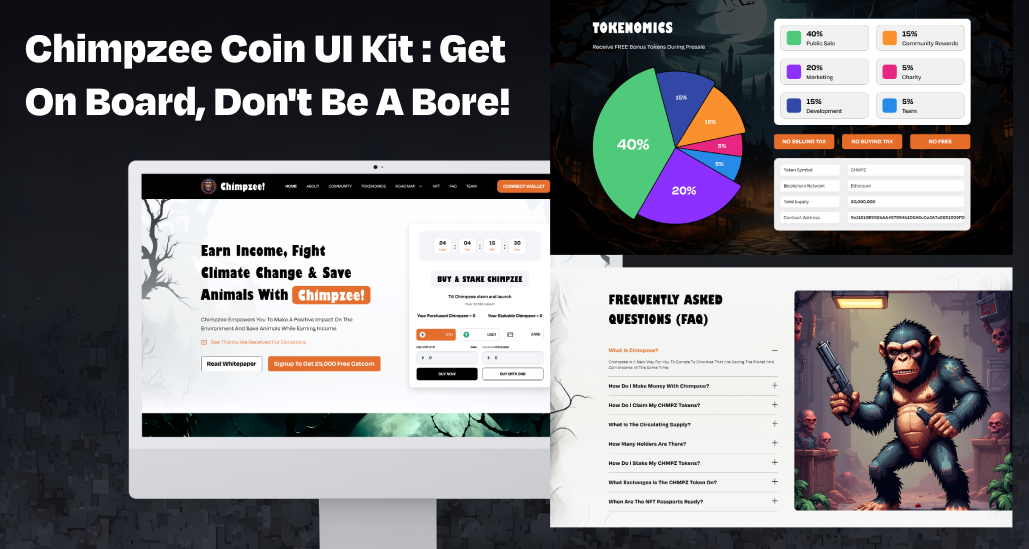 Chimpzee Coin UI Kit : Get
On Board, Don't Be A Bore!
Chimpzee!
HOME ABOUT COMMUNITY TOKENOMICS ROAD MAP NFT FAQ TEAM
CONNECT WALLET
Earn Income, Fight
Climate Change & Save
Animals With Chimpzee!
Chimpzee Empowers You To Make A Positive Impact On The
Environment And Save Animals While Earning Income.
See Thanks We Received For Donations
Read Whitepaper
Signup To Get 25,000 Free Catcorn
24 : 04 : 15 : 30
BUY & STAKE CHIMPZEE
Till Chimpzee claim and launch
Your Purchased Chimpzee = 0
Your Stakable Chimpzee = 0
ETH
USDT
CARD
0
0
BUY NOW
BUY WITH BNB
TOKENOMICS
Receive FREE Bonus Tokens During Presale
15%
15%
5%
5%
20%
40%
40%
Public Sale
15%
Community Rewards
20%
Marketing
5%
Charity
15%
Development
5%
Team
NO SELLING TAX
NO BUYING TAX
NO FEES
Token Symbol
CHMPZ
Blockchain Network
Ethereum
Total Supply
Contract Address
FREQUENTLY ASKED
QUESTIONS (FAQ)
What Is Chimpzee?
Chimpzee Is A New Way For You To Donate To Charities That Are Saving The Planet And
Earn Income At The Same Time.
How Do I Make Money With Chimpzee?
How Do I Claim My CHMPZ Tokens?
What Is The Circulating Supply?
How Many Holders Are There?
How Do I Stake My CHMPZ Tokens?
What Exchanges Is The CHMPZ Token On?
When Are The NFT Passports Ready?